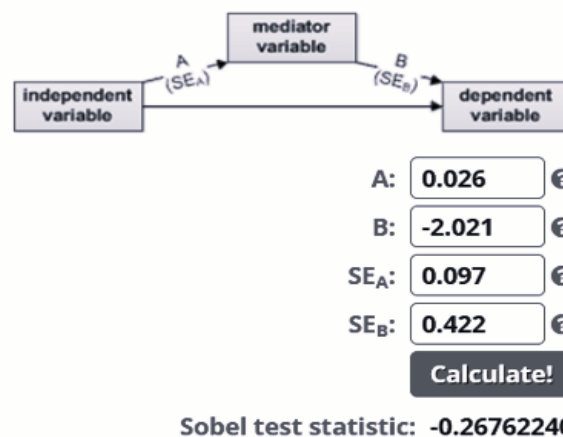 mediator
variable
A
(SEA)
B
(SEB)
independent
variable
dependent
variable
A: 0.026
B: -2.021
SEA: 0.097
SEB: 0.422
Calculate!
Sobel test statistic: -0.26762240